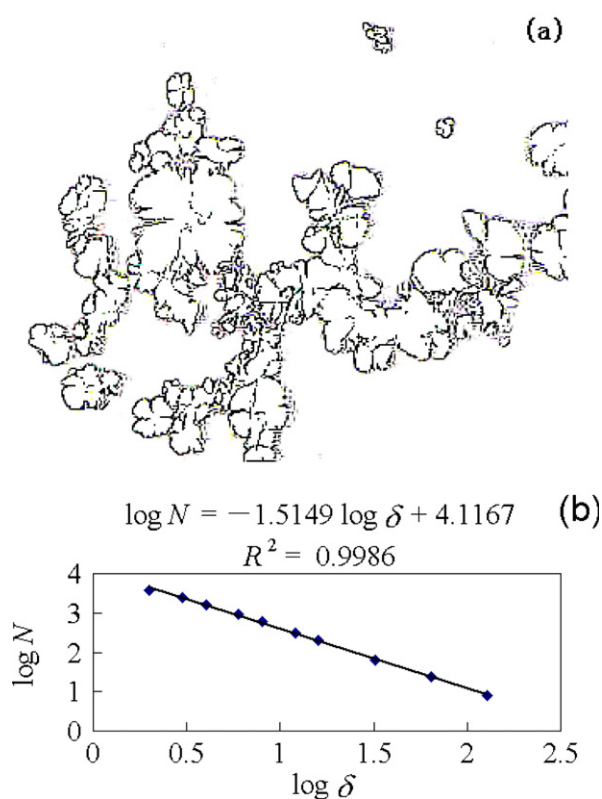 (a)
log N = −1.5149 log δ + 4.1167
(b)
R² = 0.9986
4
3
2
1
0
log N
0 0.5 1 1.5 2 2.5
log δ